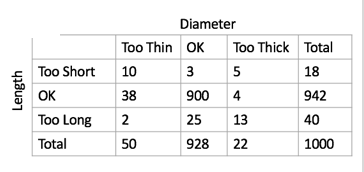 Diameter
Length
Too Thin OK Too Thick Total
Too Short 10 3 5 18
OK 38 900 4 942
Too Long 2 25 13 40
Total 50 928 22 1000